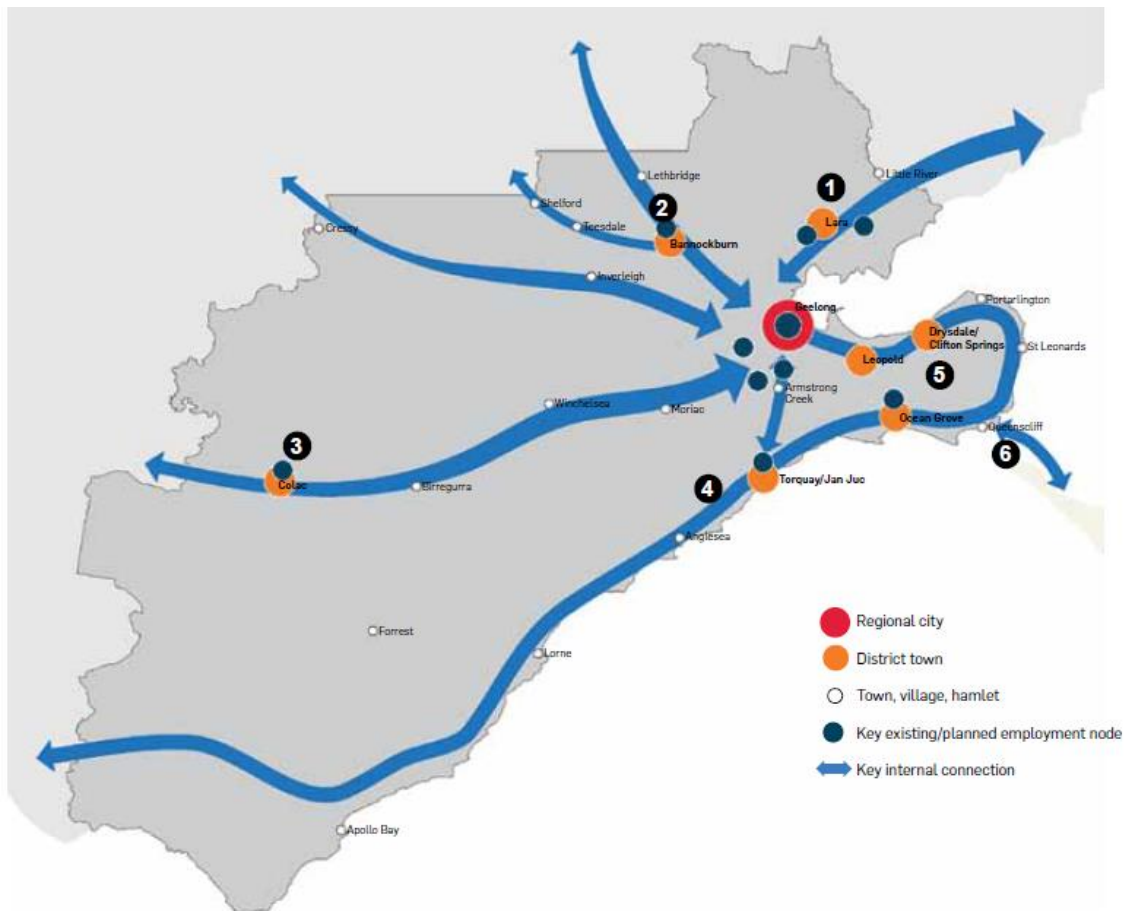 Lethbridge
1
Little River
Shelford
2
Lara
Cressy
Teesdale
Bannockburn
Inverleigh
Portarlington
Geelong
Drysdale/
Clifton Springs
St Leonards
Leopold
5
Armstrong
Creek
Winchelsea
Moriac
Ocean Grove
Queenscliff
3
6
Colac
Birregurra
4
Torquay/Jan Juc
Anglesea
Regional city
Forrest
Lorne
District town
Town, village, hamlet
Key existing/planned employment node
Key internal connection
Apollo Bay